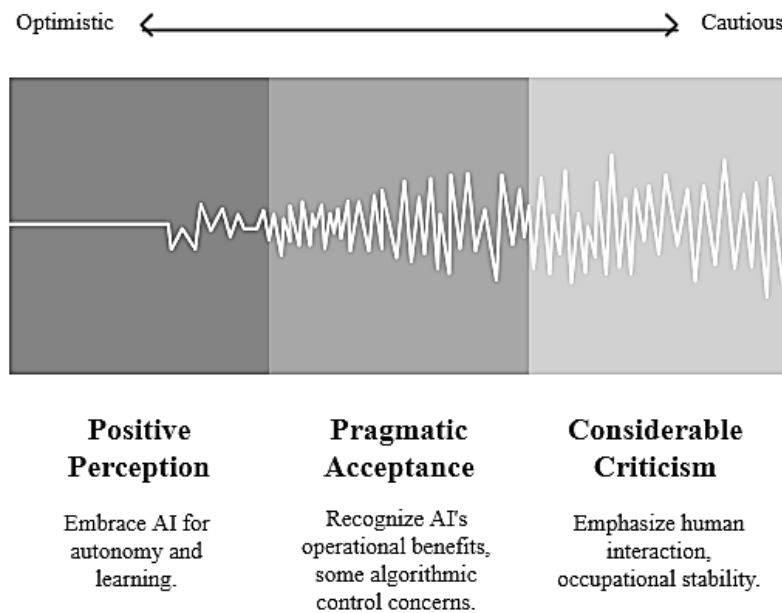 Optimistic
Cautious
Positive
Perception
Embrace AI for
autonomy and
learning.
Pragmatic
Acceptance
Recognize AI's
operational benefits,
some algorithmic
control concerns.
Considerable
Criticism
Emphasize human
interaction,
occupational stability.